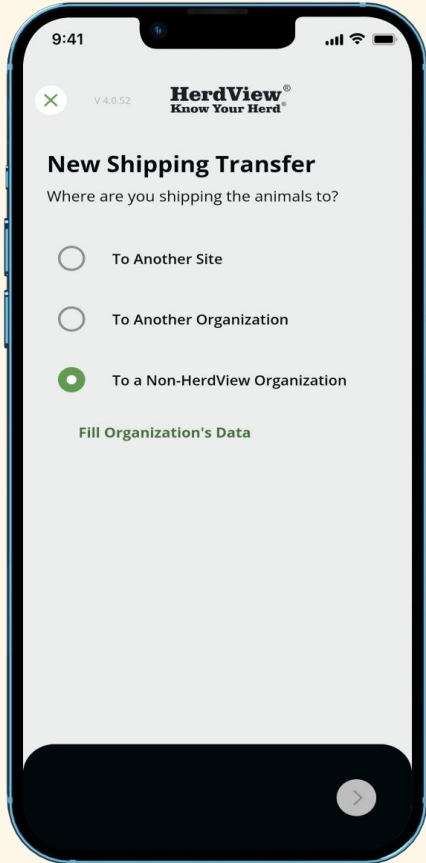 9:41
V 4.0.52
HerdView®
Know Your Herd®
New Shipping Transfer
Where are you shipping the animals to?
To Another Site
To Another Organization
To a Non-HerdView Organization
Fill Organization's Data